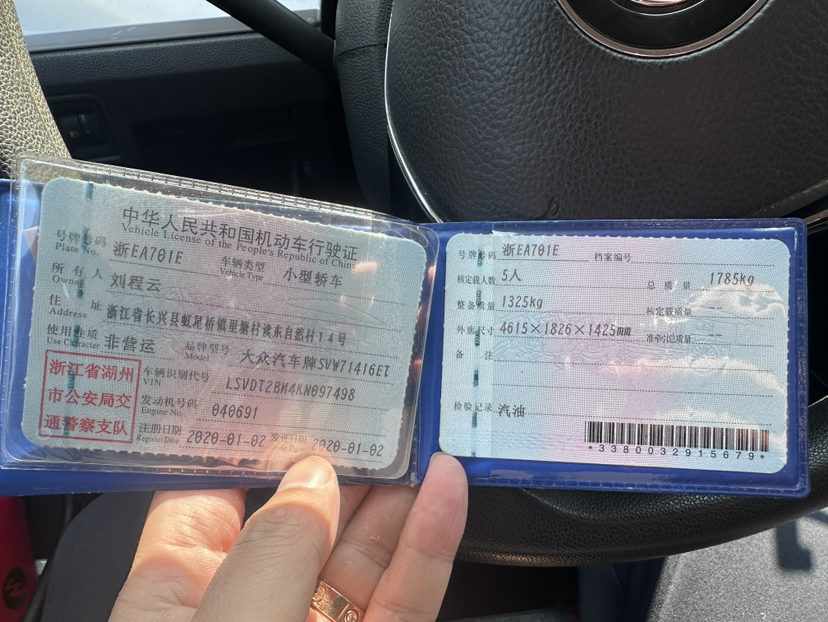 中华人民共和国机动车行驶证
Vehicle License of the People's Republic of China
号牌号码 浙EA701E 车辆类型 小型轿车
Plate No. Vehicle Type
所有人 刘程云
Owner
住址 浙江省长兴县虹星桥镇里塘村谈东自然村14号
Address
使用性质 非营运 品牌型号 大众汽车牌SVW71416ET
Use Character Model
浙江省湖州
市公安局交
通警察支队
车辆识别代号 LSVDT2BM4KN097498
VIN
发动机号码 040691
Engine No.
注册日期 2020-01-02 发证日期 2020-01-02
Register Date
号牌号码 浙EA701E 档案编号
核定载人数 5人 总质量 1785kg
整备质量 1325kg 核定载质量 --
外廓尺寸 4615×1826×1425mm 准牵引总质量 --
备注
检验记录 汽油
*3380032915679*